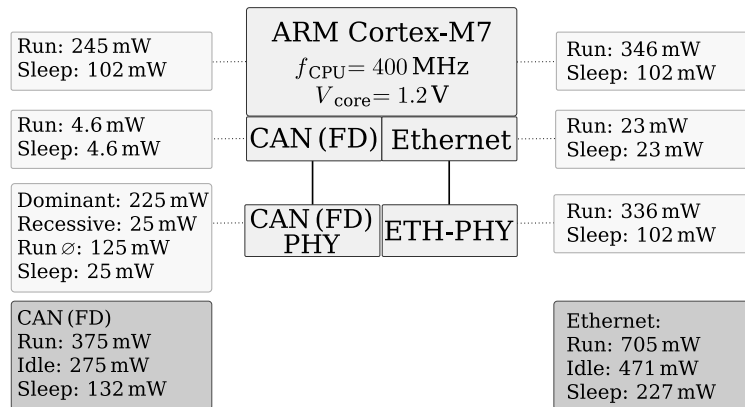 ARM Cortex-M7
f_CPU= 400 MHz
V_core= 1.2 V
Run: 245 mW
Sleep: 102 mW
Run: 346 mW
Sleep: 102 mW
CAN (FD)
Ethernet
Run: 4.6 mW
Sleep: 4.6 mW
Run: 23 mW
Sleep: 23 mW
Dominant: 225 mW
Recessive: 25 mW
Run ∅: 125 mW
Sleep: 25 mW
CAN (FD)
PHY
ETH-PHY
Run: 336 mW
Sleep: 102 mW
CAN (FD)
Run: 375 mW
Idle: 275 mW
Sleep: 132 mW
Ethernet:
Run: 705 mW
Idle: 471 mW
Sleep: 227 mW